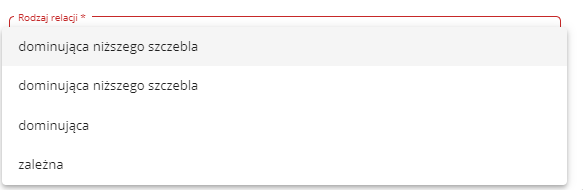 Rodzaj relacji *
dominująca niższego szczebla
dominująca niższego szczebla
dominująca
zależna